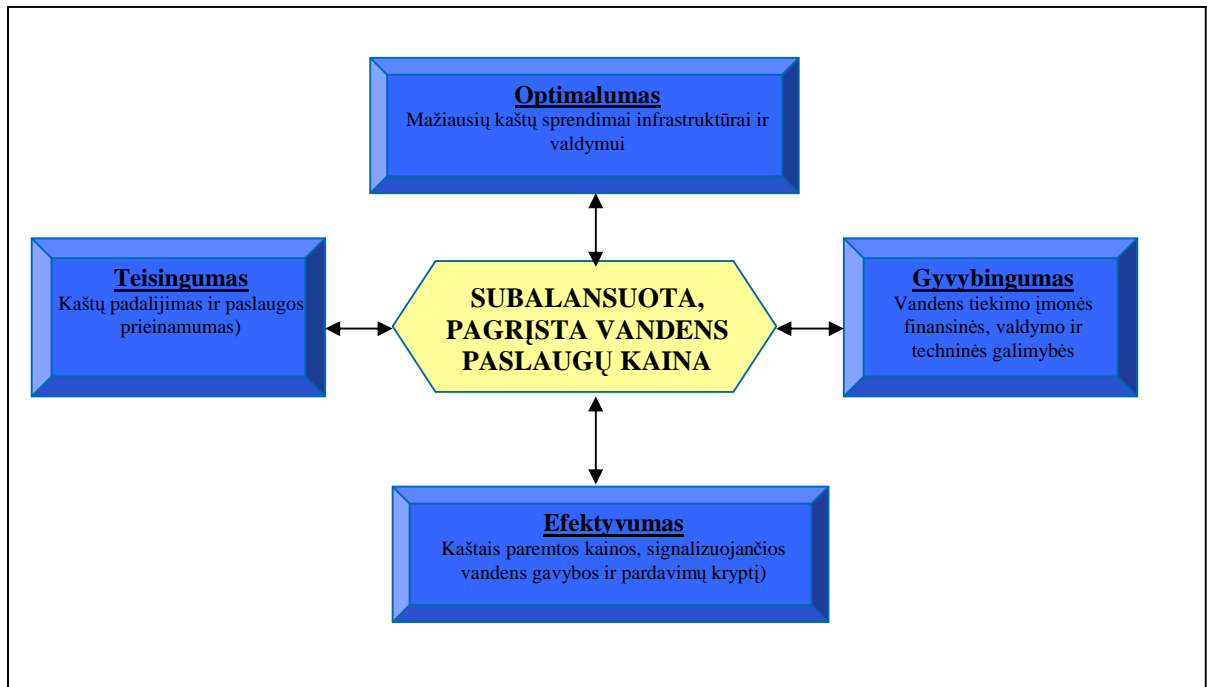 Optimalumas
Mažiausių kaštų sprendimai infrastruktūrai ir
valdymui
Teisingumas
Kaštų padalijimas ir paslaugos
prieinamumas)
SUBALANSUOTA,
PAGRĮSTA VANDENS
PASLAUGŲ KAINA
Gyvybingumas
Vandens tiekimo įmonės
finansinės, valdymo ir
techninės galimybės
Efektyvumas
Kaštais paremtos kainos, signalizuojančios
vandens gavybos ir pardavimų kryptį)